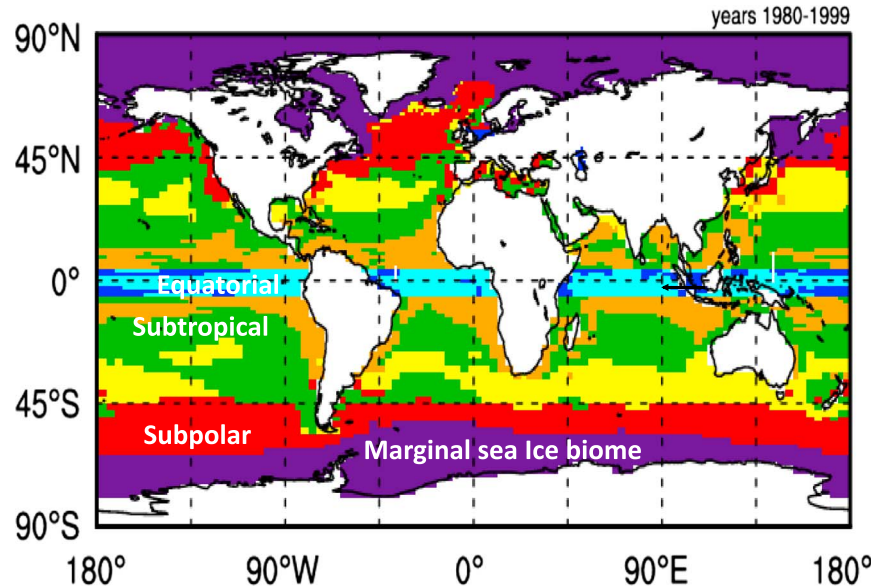 years 1980-1999
90°N
45°N
0°
Equatorial
Subtropical
45°S
Subpolar
Marginal sea Ice biome
90°S
180° 90°W 0° 90°E 180°